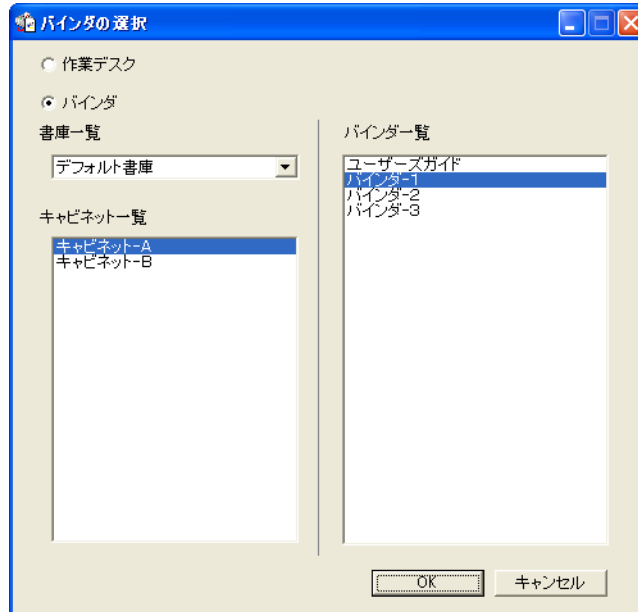 バインダの選択
作業デスク
バインダ
書庫一覧
デフォルト書庫
キャビネット一覧
キャビネット-A
キャビネット-B
バインダ一覧
ユーザーズガイド
バインダ-1
バインダ-2
バインダ-3
OK
キャンセル